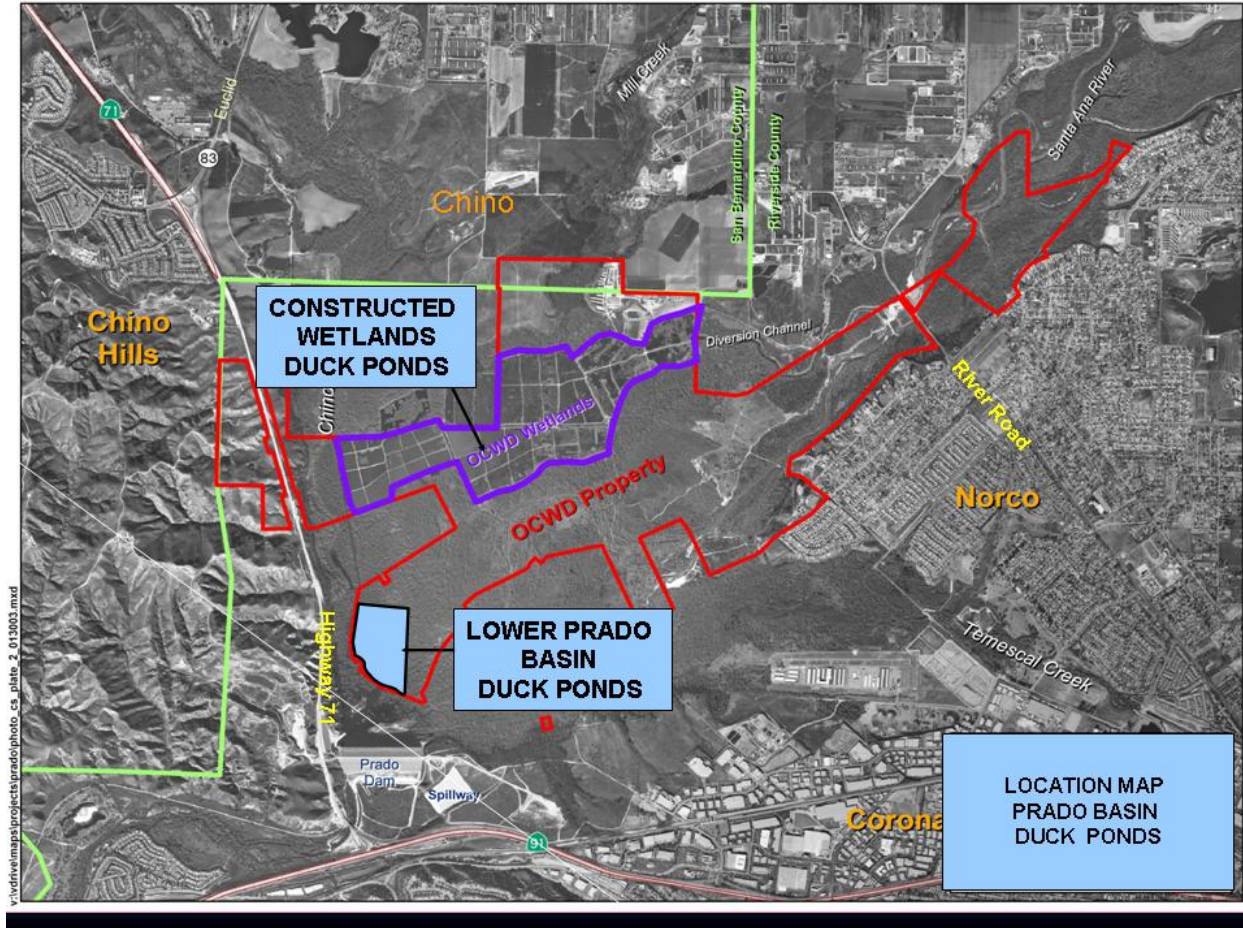 71
Euclid
83
Mill Creek
San Bernardino County
Riverside County
Santa Ana River
Chino
Chino
Hills
CONSTRUCTED
WETLANDS
DUCK PONDS
Chino
Diversion Channel
OCWD Wetlands
River Road
OCWD Property
Norco
LOWER PRADO
BASIN
DUCK PONDS
Highway 71
Temescal Creek
Prado
Dam
Spillway
91
Corona
LOCATION MAP
PRADO BASIN
DUCK PONDS
v:\vdrive\maps\projects\prado\photo_cs_plate_2_013003.mxd